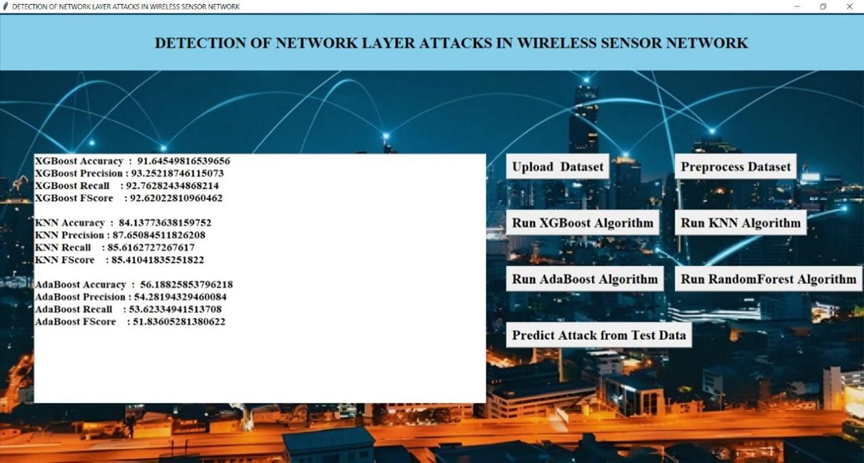 DETECTION OF NETWORK LAYER ATTACKS IN WIRELESS SENSOR NETWORK
DETECTION OF NETWORK LAYER ATTACKS IN WIRELESS SENSOR NETWORK
XGBoost Accuracy : 91.64549816539656
XGBoost Precision : 93.25218746115073
XGBoost Recall : 92.76282434868214
XGBoost FScore : 92.62022810960462
KNN Accuracy : 84.13773638159752
KNN Precision : 87.65084511826208
KNN Recall : 85.6162727267617
KNN FScore : 85.41041835251822
AdaBoost Accuracy : 56.18825853796218
AdaBoost Precision : 54.28194329460084
AdaBoost Recall : 53.62334941513708
AdaBoost FScore : 51.83605281380622
Upload Dataset
Preprocess Dataset
Run XGBoost Algorithm
Run KNN Algorithm
Run AdaBoost Algorithm
Run RandomForest Algorithm
Predict Attack from Test Data